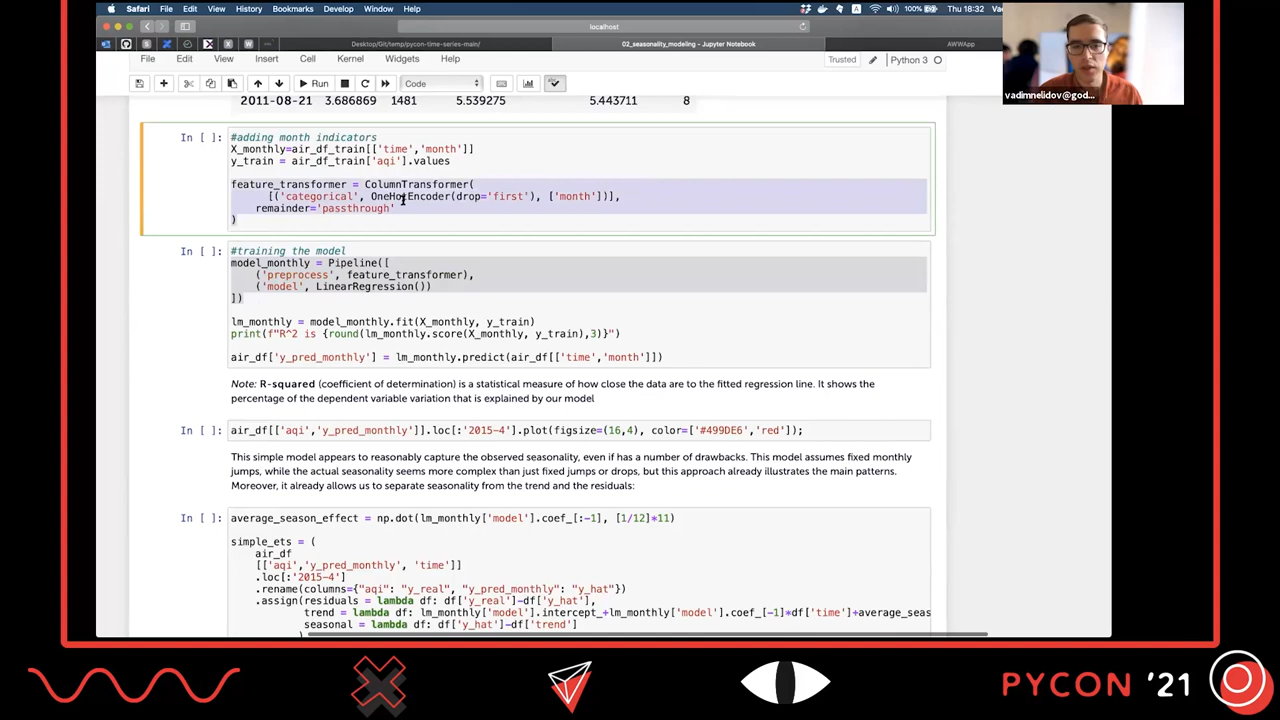 Safari File Edit View History Bookmarks Develop Window Help
100% Thu 18:32
localhost
Desktop/Git/temp/pycon-time-series-main/
02_seasonality_modeling - Jupyter Notebook
AWWApp
File Edit View Insert Cell Kernel Widgets Help
Trusted
Python 3
Run
Code
vadimnelidov@god...
2011-08-21 3.686869 1481 5.539275 5.443711 8
In [ ]:
#adding month indicators
X_monthly=air_df_train[['time','month']]
y_train = air_df_train['aqi'].values
feature_transformer = ColumnTransformer(
[('categorical', OneHotEncoder(drop='first'), ['month'])],
remainder='passthrough'
)
In [ ]:
#training the model
model_monthly = Pipeline([
('preprocess', feature_transformer),
('model', LinearRegression())
])
lm_monthly = model_monthly.fit(X_monthly, y_train)
print(f"R^2 is {round(lm_monthly.score(X_monthly, y_train),3)}")
air_df['y_pred_monthly'] = lm_monthly.predict(air_df[['time','month']])
Note: R-squared (coefficient of determination) is a statistical measure of how close the data are to the fitted regression line. It shows the
percentage of the dependent variable variation that is explained by our model
In [ ]:
air_df[['aqi','y_pred_monthly']].loc[:'2015-4'].plot(figsize=(16,4), color=['#499DE6','red']);
This simple model appears to reasonably capture the observed seasonality, even if has a number of drawbacks. This model assumes fixed monthly
jumps, while the actual seasonality seems more complex than just fixed jumps or drops, but this approach already illustrates the main patterns.
Moreover, it already allows us to separate seasonality from the trend and the residuals:
In [ ]:
average_season_effect = np.dot(lm_monthly['model'].coef_[:-1], [1/12]*11)
simple_ets = (
air_df
[['aqi','y_pred_monthly', 'time']]
.loc[:'2015-4']
.rename(columns={"aqi": "y_real", "y_pred_monthly": "y_hat"})
.assign(residuals = lambda df: df['y_real']-df['y_hat'],
trend = lambda df: lm_monthly['model'].intercept_+lm_monthly['model'].coef_[-1]*df['time']+average_seas
seasonal = lambda df: df['y_hat']-df['trend']
PYCON '21